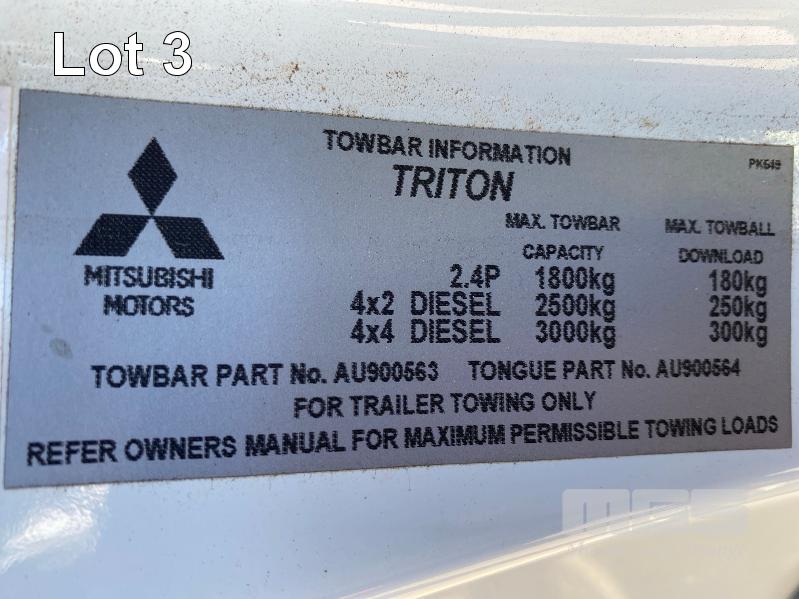 Lot 3
TOWBAR INFORMATION
PK649
TRITON
MAX. TOWBAR MAX. TOWBALL
CAPACITY DOWNLOAD
MITSUBISHI
MOTORS
2.4P 1800kg 180kg
4x2 DIESEL 2500kg 250kg
4x4 DIESEL 3000kg 300kg
TOWBAR PART No. AU900563 TONGUE PART No. AU900564
FOR TRAILER TOWING ONLY
REFER OWNERS MANUAL FOR MAXIMUM PERMISSIBLE TOWING LOADS